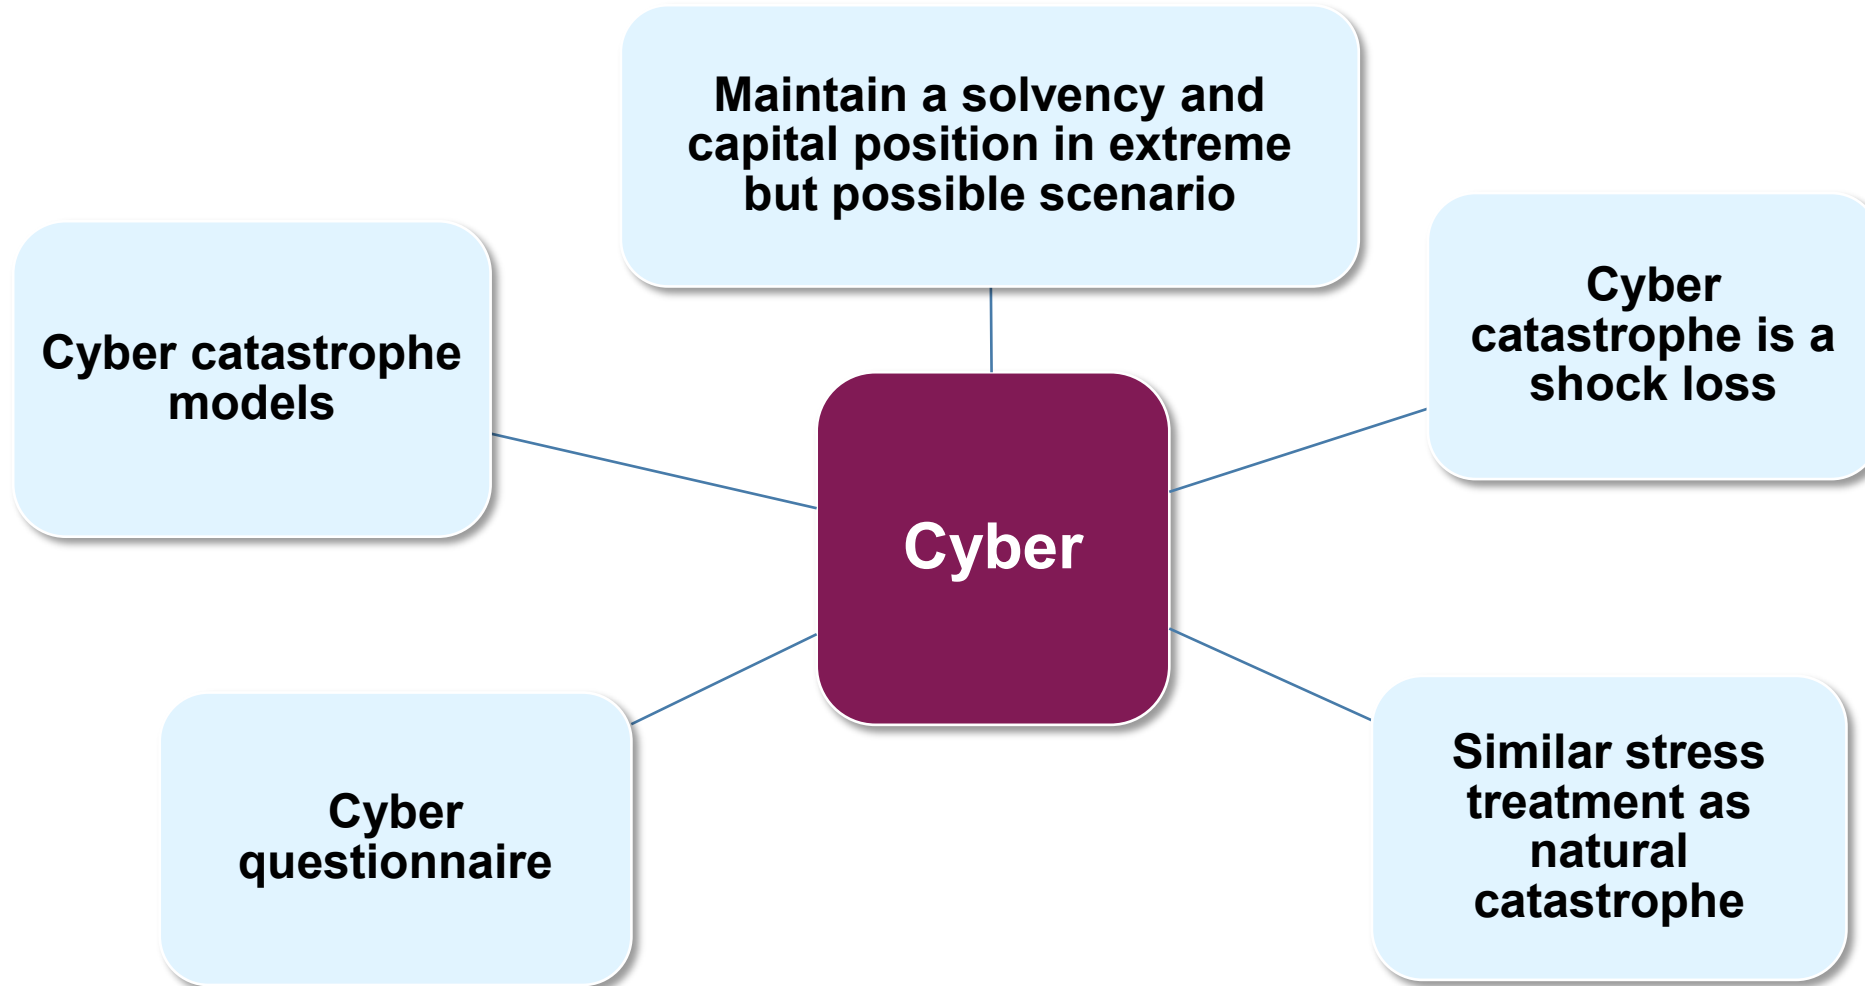 Maintain a solvency and
capital position in extreme
but possible scenario
Cyber catastrophe
models
Cyber
catastrophe is a
shock loss
Cyber
Cyber
questionnaire
Similar stress
treatment as
natural
catastrophe